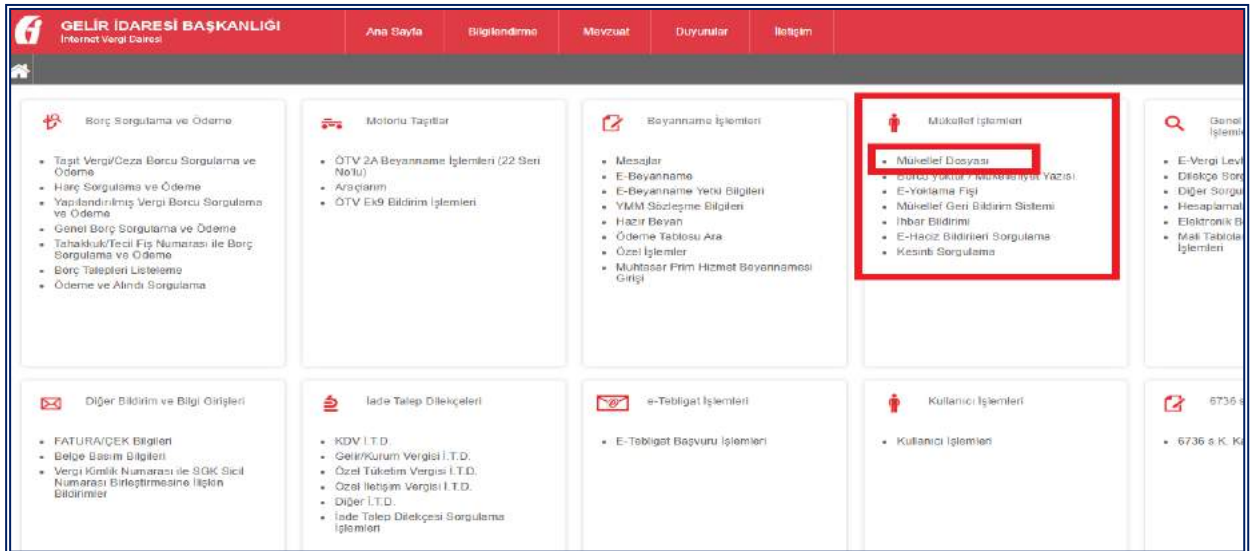 GELİR İDARESİ BAŞKANLIĞI
İnternet Vergi Dairesi
Ana Sayfa
Bilgilendirme
Mevzuat
Duyurular
İletişim
Borç Sorgulama ve Ödeme
Taşıt Vergi/Ceza Borcu Sorgulama ve
Ödeme
Harç Sorgulama ve Ödeme
Yapılandırılmış Vergi Borcu Sorgulama
ve Ödeme
Genel Borç Sorgulama ve Ödeme
Tahakkuk/Tecil Fiş Numarası ile Borç
Sorgulama ve Ödeme
Borç Talepleri Listeleme
Ödeme ve Alındı Sorgulama
Motorlu Taşıtlar
ÖTV 2A Beyanname İşlemleri (22 Seri
No'lu)
Araçlarım
ÖTV Ek9 Bildirim İşlemleri
Beyanname İşlemleri
Mesajlar
E-Beyanname
E-Beyanname Yetki Bilgileri
YMM Sözleşme Bilgileri
Hazır Beyan
Ödeme Tablosu Ara
Özel İşlemler
Muhtasar Prim Hizmet Beyannamesi
Girişi
Mükellef İşlemleri
Mükellef Dosyası
Borcu yoktur / Mükellefiyet Yazısı
E-Yoklama Fişi
Mükellef Geri Bildirim Sistemi
İhbar Bildirimi
E-Haciz Bildirileri Sorgulama
Kesinti Sorgulama
Genel
İşlemle
E-Vergi Levh
Dilekçe Sorg
Diğer Sorgu
Hesaplamal
Elektronik B
Mali Tablola
İşlemleri
Diğer Bildirim ve Bilgi Girişleri
FATURA/ÇEK Bilgileri
Belge Basım Bilgileri
Vergi Kimlik Numarası ile SGK Sicil
Numarası Birleştirmesine İlişkin
Bildirimler
İade Talep Dilekçeleri
KDV İ.T.D.
Gelir/Kurum Vergisi İ.T.D.
Özel Tüketim Vergisi İ.T.D.
Özel İletişim Vergisi İ.T.D.
Diğer İ.T.D.
İade Talep Dilekçesi Sorgulama
İşlemleri
e-Tebligat İşlemleri
E-Tebligat Başvuru İşlemleri
Kullanıcı İşlemleri
Kullanıcı İşlemleri
6736 s
6736 s.K. Ka